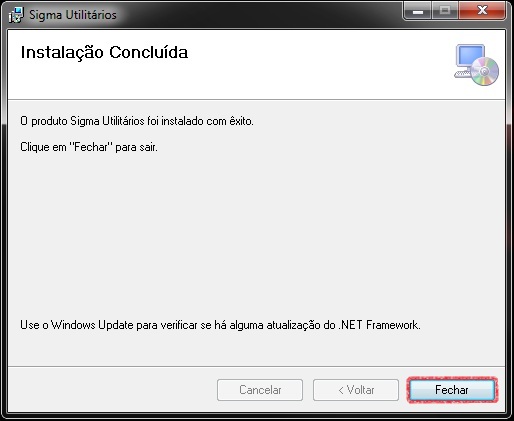 Sigma Utilitários
Instalação Concluída
O produto Sigma Utilitários foi instalado com êxito.
Clique em "Fechar" para sair.
Use o Windows Update para verificar se há alguma atualização do .NET Framework.
Cancelar
< Voltar
Fechar